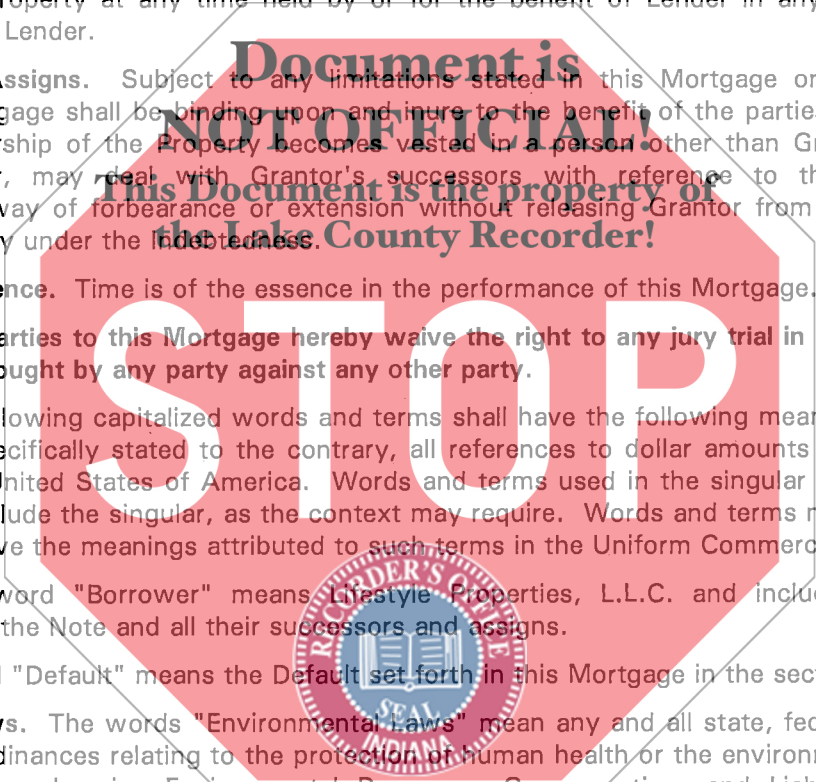 operty at any time held by or for the benefit of Lender in any
Lender.
Assigns. Subject to any limitations stated in this Mortgage or
gage shall be binding upon and inure to the benefit of the parties
rship of the Property becomes vested in a person other than Gr
r, may deal with Grantor's successors with reference to th
way of forbearance or extension without releasing Grantor from
y under the Indebtedness.
ence. Time is of the essence in the performance of this Mortgage.
arties to this Mortgage hereby waive the right to any jury trial in
ought by any party against any other party.
lowing capitalized words and terms shall have the following mean
ecifically stated to the contrary, all references to dollar amounts
United States of America. Words and terms used in the singular
lude the singular, as the context may require. Words and terms n
ve the meanings attributed to such terms in the Uniform Commerc
word "Borrower" means Lifestyle Properties, L.L.C. and inclu
the Note and all their successors and assigns.
"Default" means the Default set forth in this Mortgage in the sect
ws. The words "Environmental Laws" mean any and all state, fed
dinances relating to the protection of human health or the environm
Document is
NOT OFFICIAL!
This Document is the property of
the Lake County Recorder!
STOP
RECORDER'S OFFICE
SEAL
INDIANA